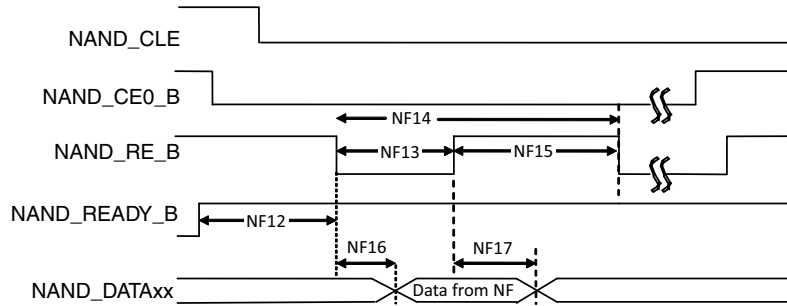 NAND_CLE
NAND_CE0_B
NF14
NAND_RE_B
NF13
NF15
NAND_READY_B
NF12
NF16
NF17
NAND_DATAxx
Data from NF